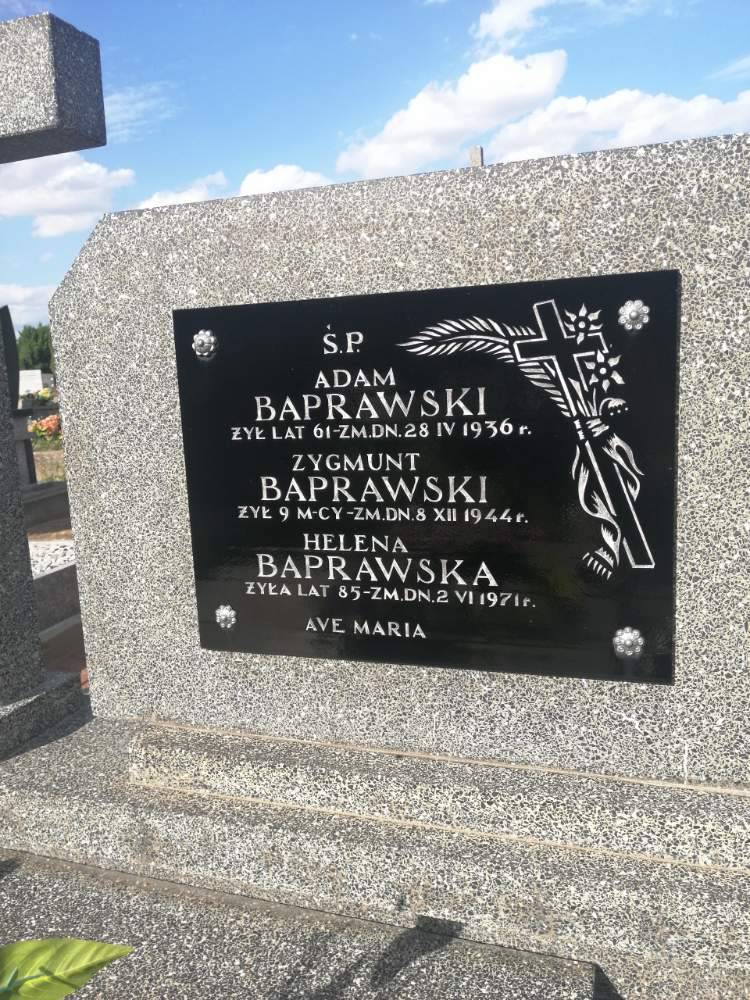 Ś.P.
ADAM
BAPRAWSKI
ŻYŁ LAT 61-ZM.DN.28 IV 1936 r.
ZYGMUNT
BAPRAWSKI
ŻYŁ 9 M-CY-ZM.DN.8 XII 1944 r.
HELENA
BAPRAWSKA
ŻYŁA LAT 85-ZM.DN.2 VI 1971 r.
AVE MARIA